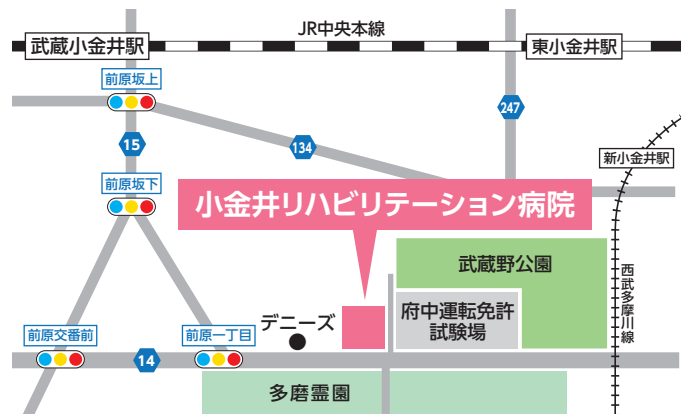 JR中央本線
武蔵小金井駅
東小金井駅
前原坂上
247
15
134
新小金井駅
前原坂下
小金井リハビリテーション病院
武蔵野公園
西武多摩川線
府中運転免許
試験場
デニーズ
前原交番前
前原一丁目
14
多磨霊園